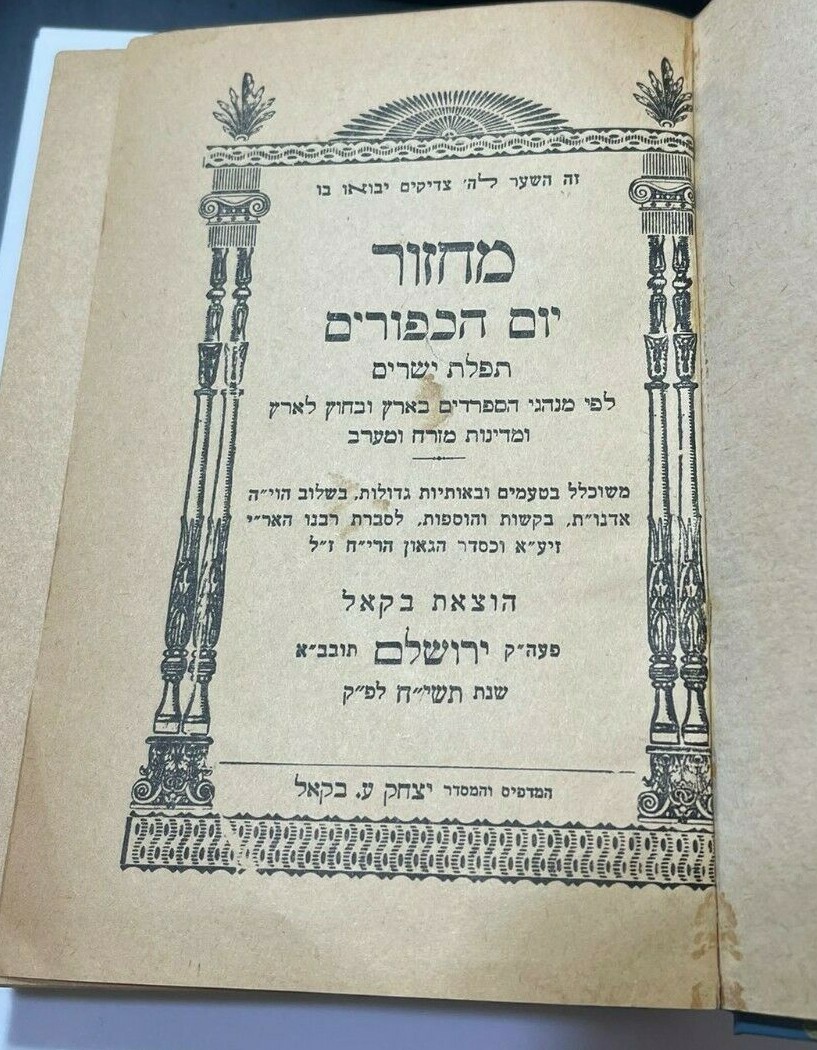 זה השער לה׳ צדיקים יבואו בו
מחזור
יום הכפורים
תפלת ישרים
לפי מנהגי הספרדים בארץ ובחוץ לארץ
ומדינות מזרח ומערב
משוכלל בטעמים ובאותיות גדולות, בשלוב הוי״ה
אדנו״ת, בקשות והוספות, לסברת רבנו האר״י
זיע״א וכסדר הגאון הרי״ח ז״ל
הוצאת בקאל
פעה״ק ירושלם תובב״א
שנת תשי״ח לפ״ק
המדפיס והמסדר יצחק ע. בקאל